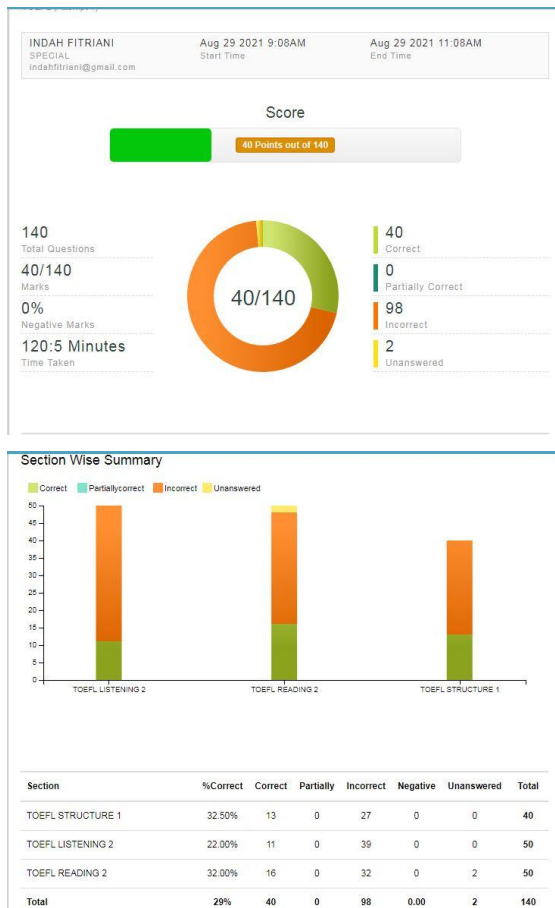 INDAH FITRIANI Aug 29 2021 9:08AM Aug 29 2021 11:08AM
SPECIAL Start Time End Time
indahfitriani@gmail.com
Score
40 Points out of 140
140
Total Questions
40/140
Marks
0%
Negative Marks
120:5 Minutes
Time Taken
40/140
40
Correct
0
Partially Correct
98
Incorrect
2
Unanswered
Section Wise Summary
Correct Partiallycorrect Incorrect Unanswered
50
45
40
35
30
25
20
15
10
5
0
TOEFL LISTENING 2 TOEFL READING 2 TOEFL STRUCTURE 1
Section %Correct Correct Partially Incorrect Negative Unanswered Total
TOEFL STRUCTURE 1 32.50% 13 0 27 0 0 40
TOEFL LISTENING 2 22.00% 11 0 39 0 0 50
TOEFL READING 2 32.00% 16 0 32 0 2 50
Total 29% 40 0 98 0.00 2 140